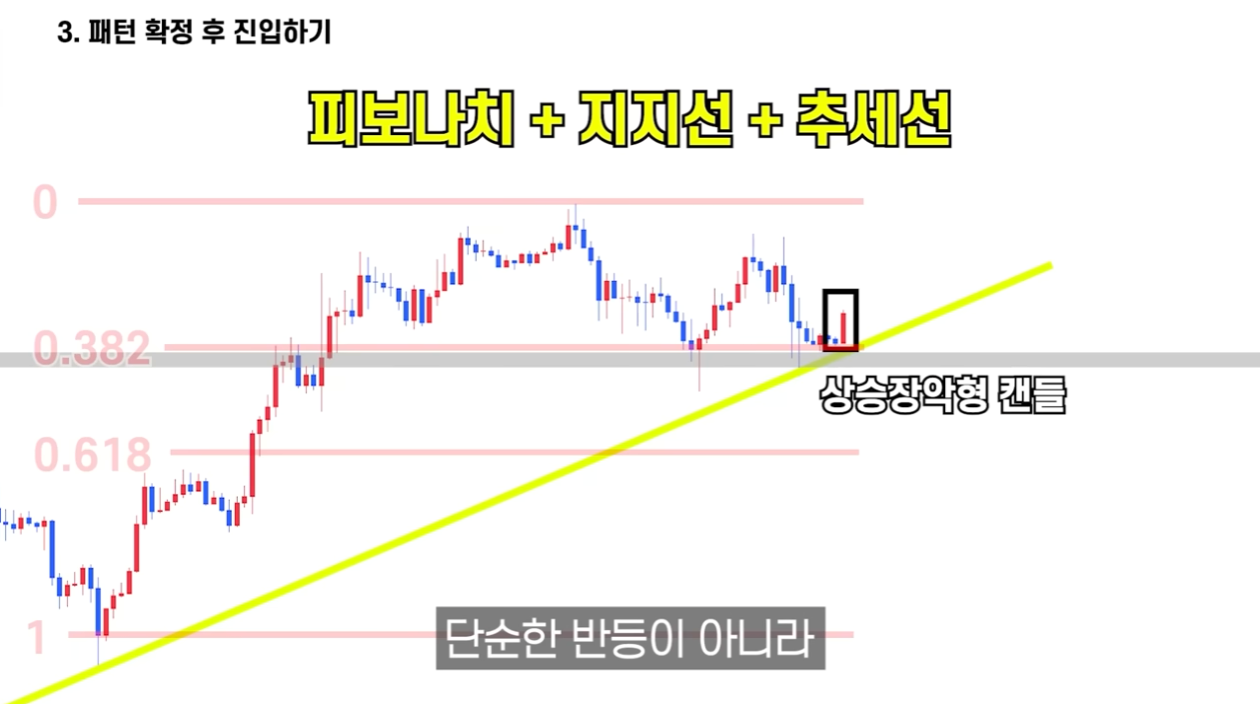 3. 패턴 확정 후 진입하기
피보나치 + 지지선 + 추세선
0
0.382
상승장악형 캔들
0.618
1
단순한 반등이 아니라